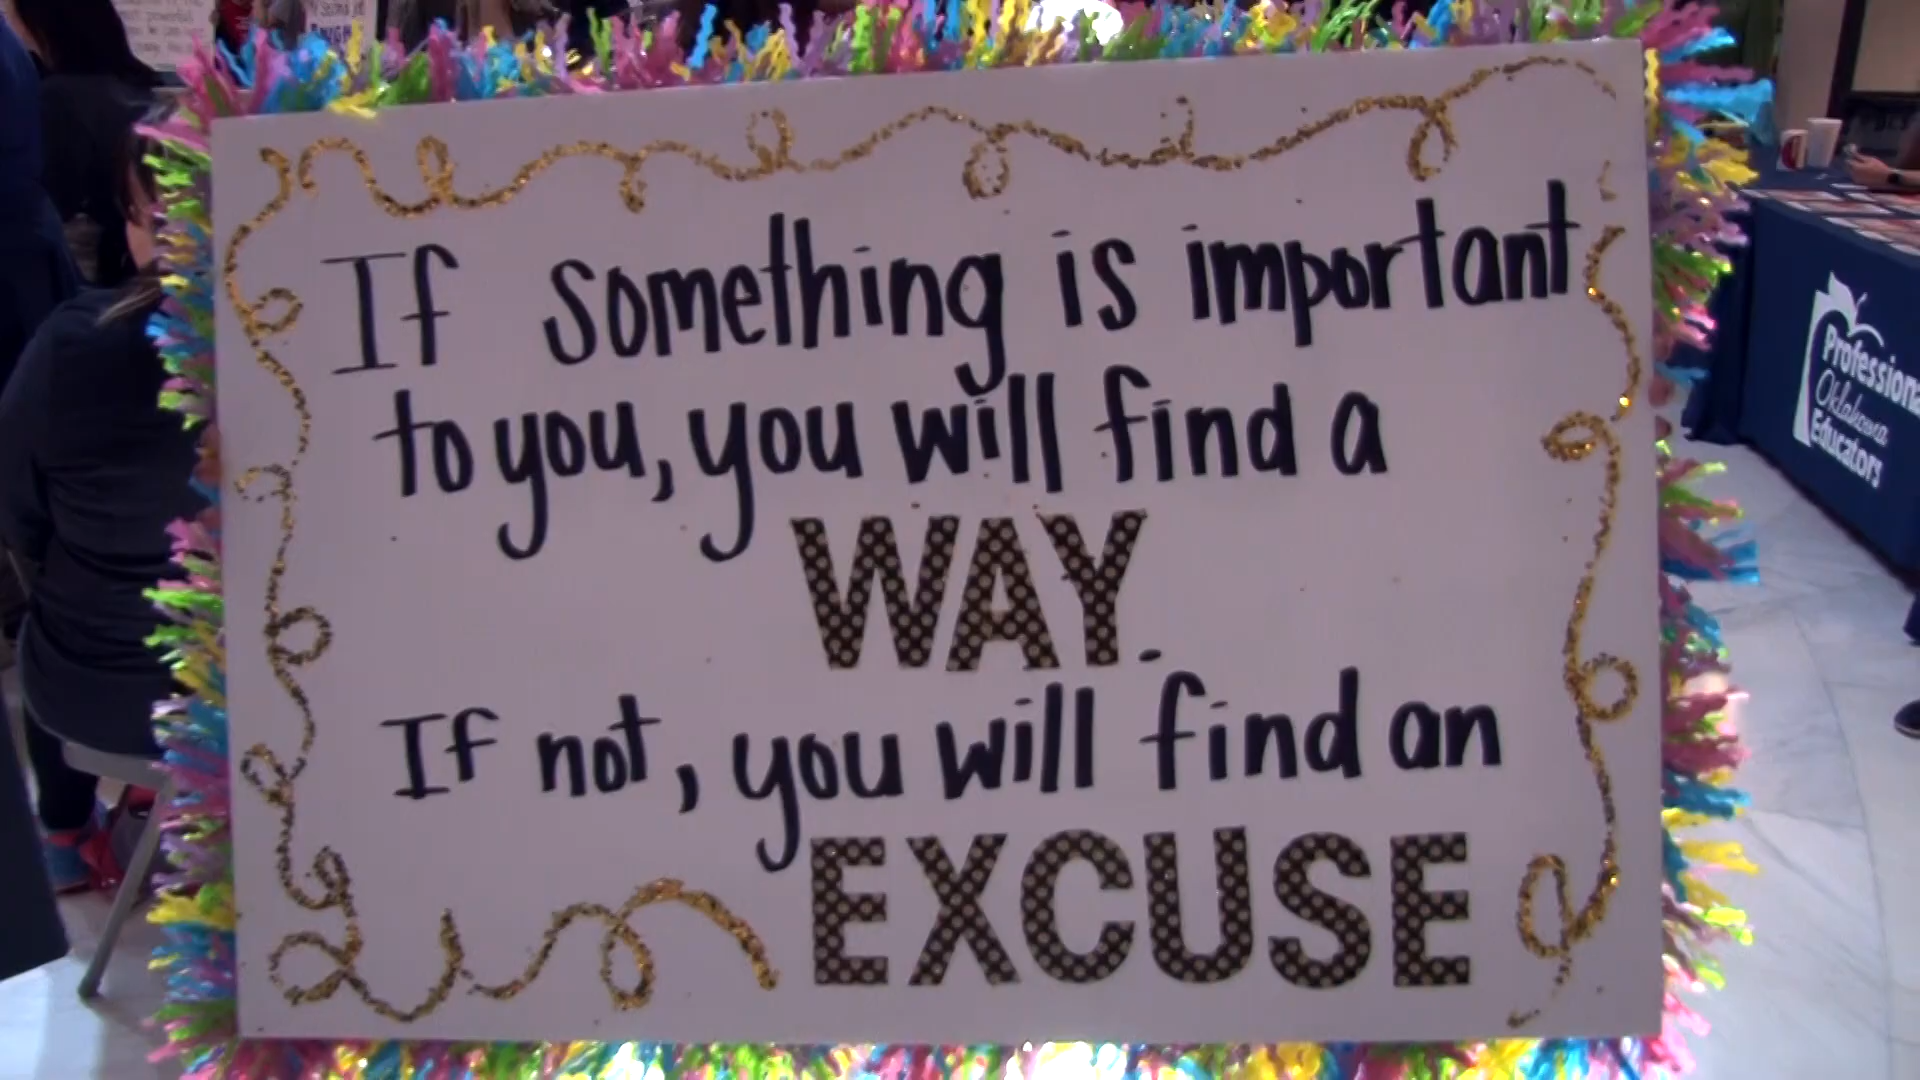 If something is important
to you, you will find a
WAY.
If not, you will find an
EXCUSE
Professional
Oklahoma
Educators